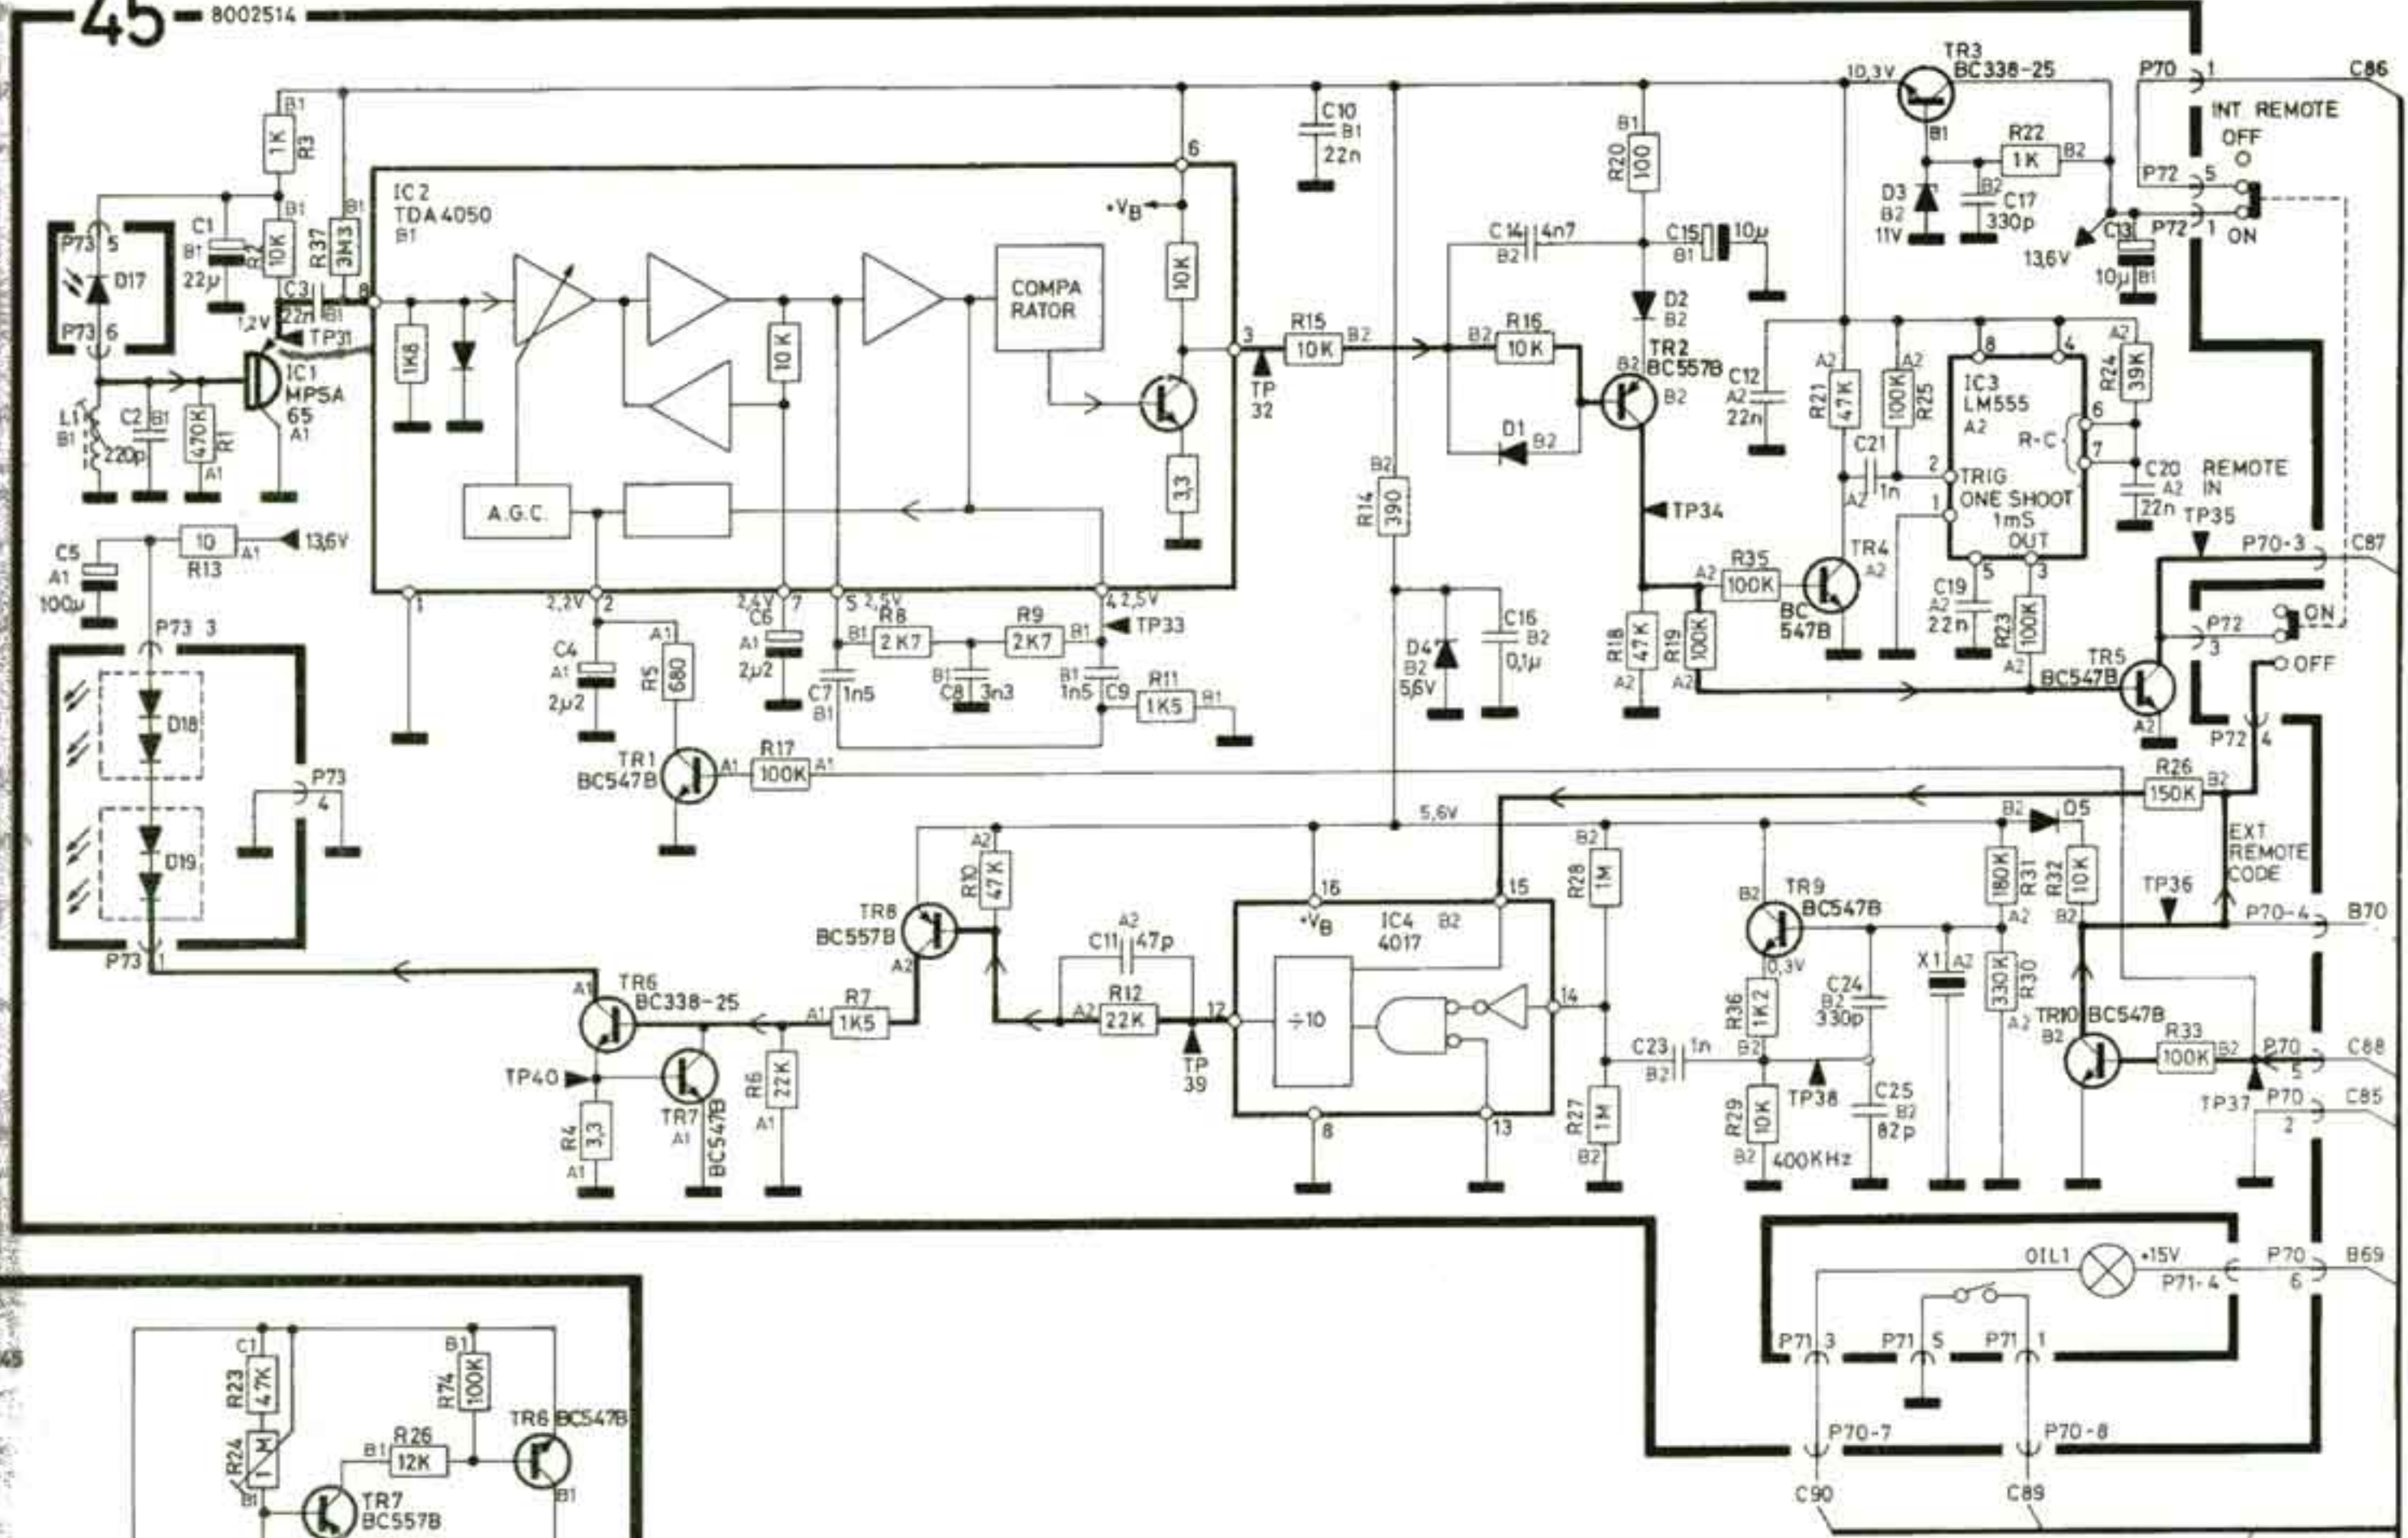 45 8002514
TR3
BC338-25
10,3V
P70 1 C86
INT REMOTE
OFF
ON
B1
1K
R3
B1
10K
R2
B1
R37
3M3
C1
B1
22µ
P73 5
D17
P73 6
C3
22n
B1
1,2V
TP31
IC1
MPSA
65
A1
L1
B1
C2 B1
220p
470K
R1
A1
IC2
TDA4050
B1
8
1K8
10K
+VB
10K
COMPA
RATOR
3,3
A.G.C.
6
3
C10
B1
22n
TP
32
R15
10K
B2
C14 4n7
B2
C15 10µ
B1
B1
R20
100
B2 R16
10K
D1 B2
D2
B2
TR2
BC557B
B2
B2
B1
R22
1K
B2
D3
B2
11V
B2
C17
330p
P72 5
P72 1
13,6V
C13
10µ B1
C12
A2
22n
A2
R21
47K
A2
100K
R25
C21
A2 1n
IC3
LM555
A2
8
4
6
R-C
7
2 TRIG
1 ONE SHOOT
1mS
OUT
5
3
A2
R24
39K
C20
A2
22n
REMOTE
IN
TP35
P70-3 C87
C5
A1
100µ
10
R13
A1
13,6V
B2
R14
390
TP34
A2 R35
100K
TR4
A2
BC
547B
R18
47K
A2
R19
100K
A2
C19
A2
22n
R23
100K
A2
TR5
BC547B
A2
P72
3
ON
OFF
P72 4
1
2,2V 2
2,4V 7
5 2,5V
4 2,5V
C4
A1
2µ2
A1
R5
680
C6
A1
2µ2
B1 R8
2K7
R9
2K7
B1
TP33
C7 1n5
B1
B1
C8 3n3
B1
1n5 C9
R11
1K5
B1
D4
B2
5,6V
C16
B2
0,1µ
TR1
BC547B
A1
R17
100K
A1
P73 3
D18
D19
P73
4
P73 1
R26
150K
B2
5,6V
A2
R10
47K
TR8
BC557B
A2
16
+VB
IC4
4017
B2
15
÷10
12
14
8
13
A2
C11 47p
A2 R12
22K
TP
39
B2
R28
1M
R27
1M
B2
C23 1n
B2
B2
TR9
BC547B
0,3V
R36
1K2
B2
R29
10K
B2
C24
B2
330p
TP38
C25
B2
82p
400KHz
X1 A2
B2
180K
R31
A2
330K
R30
A2
D5
R32
10K
B2
EXT
REMOTE
CODE
TP36
P70-4 B70
TR10 BC547B
B2
R33
100K
B2
P70
5
C88
TP37 P70
2
C85
A1
TR6
BC338-25
A1
R7
1K5
TP40
TR7
A1
BC547B
R6
22K
A1
R4
3,3
A1
OIL1
+15V
P71-4
P70
6
B69
P71 3
P71 5
P71 1
P70-7
P70-8
C90
C89
45
C1
R23
47K
R24
1M
B1
B1
R74
100K
R26
B1 12K
TR6 BC547B
B1
TR7
BC557B